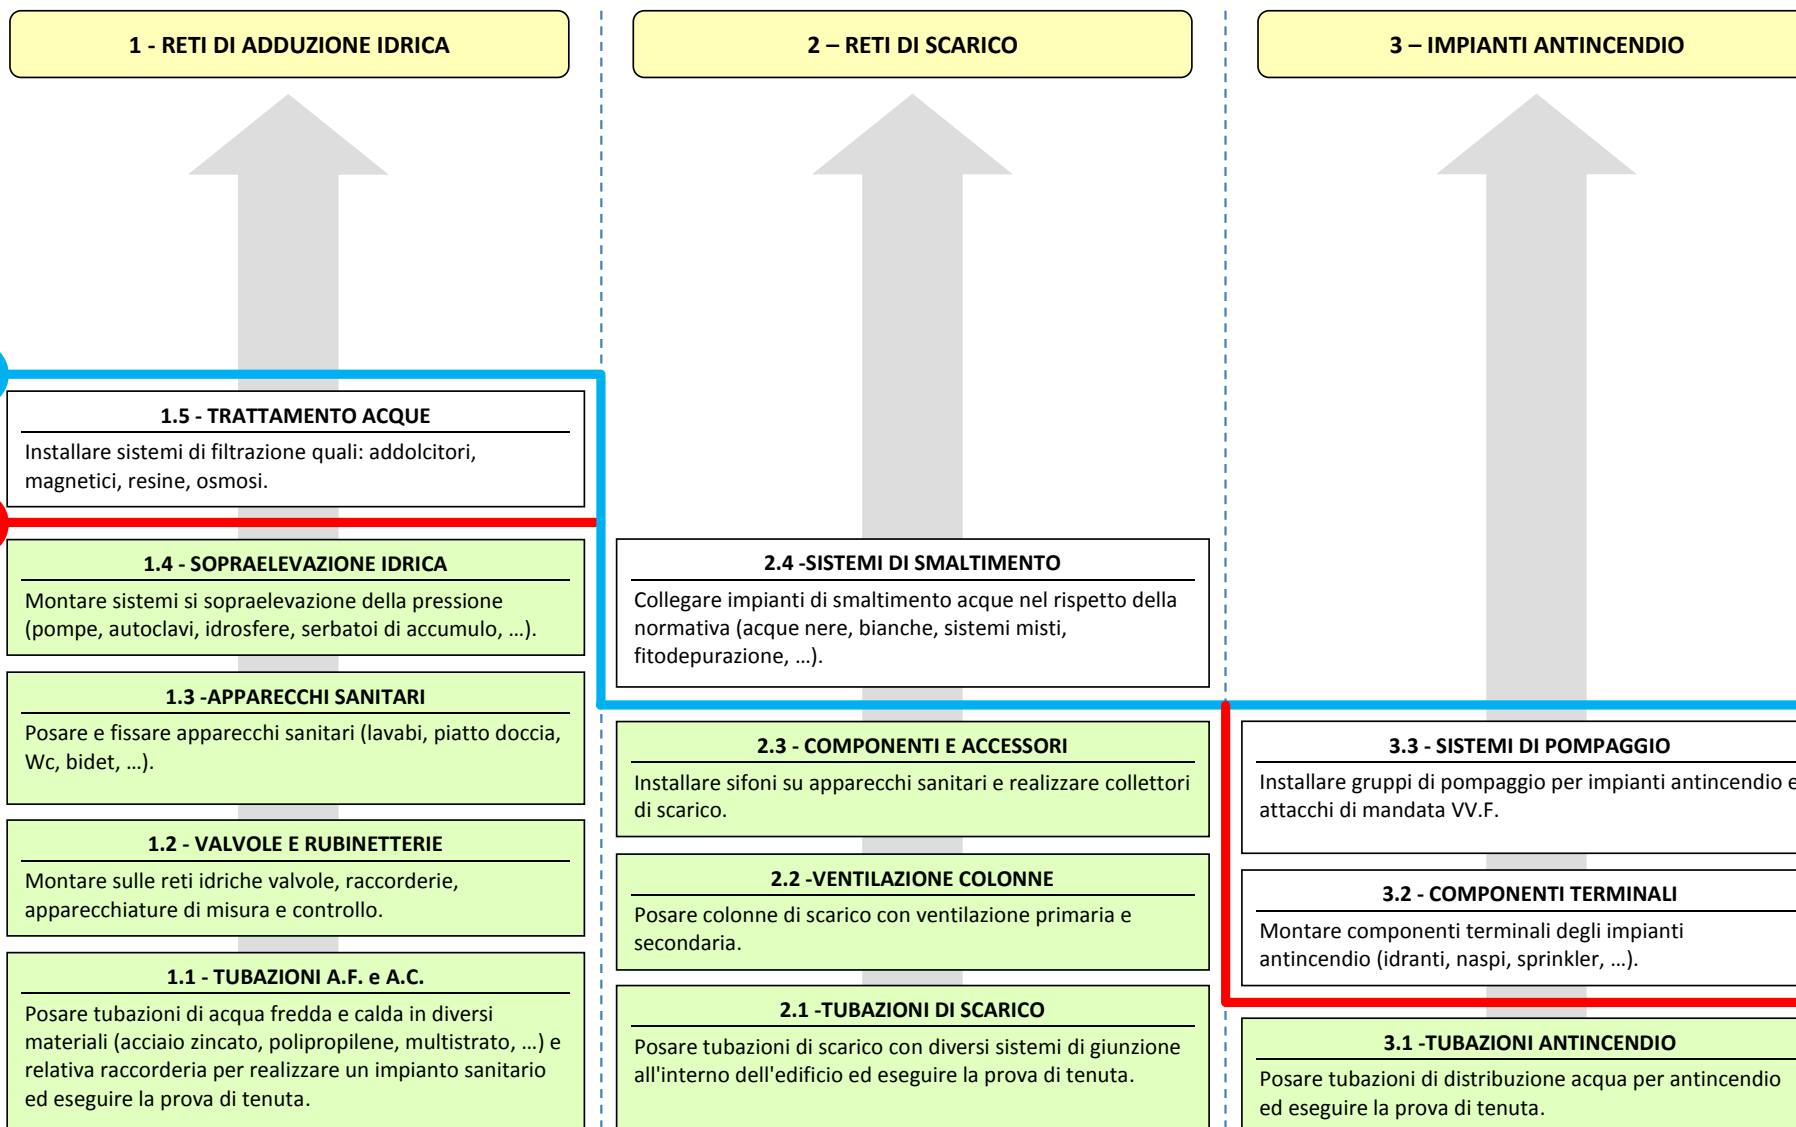 1 - RETI DI ADDUZIONE IDRICA
2 – RETI DI SCARICO
3 – IMPIANTI ANTINCENDIO
1.5 - TRATTAMENTO ACQUE
Installare sistemi di filtrazione quali: addolcitori,
magnetici, resine, osmosi.
1.4 - SOPRAELEVAZIONE IDRICA
Montare sistemi si sopraelevazione della pressione
(pompe, autoclavi, idrosfere, serbatoi di accumulo, ...).
1.3 -APPARECCHI SANITARI
Posare e fissare apparecchi sanitari (lavabi, piatto doccia,
Wc, bidet, ...).
1.2 - VALVOLE E RUBINETTERIE
Montare sulle reti idriche valvole, raccorderie,
apparecchiature di misura e controllo.
1.1 - TUBAZIONI A.F. e A.C.
Posare tubazioni di acqua fredda e calda in diversi
materiali (acciaio zincato, polipropilene, multistrato, ...) e
relativa raccorderia per realizzare un impianto sanitario
ed eseguire la prova di tenuta.
2.4 -SISTEMI DI SMALTIMENTO
Collegare impianti di smaltimento acque nel rispetto della
normativa (acque nere, bianche, sistemi misti,
fitodepurazione, ...).
2.3 - COMPONENTI E ACCESSORI
Installare sifoni su apparecchi sanitari e realizzare collettori
di scarico.
2.2 -VENTILAZIONE COLONNE
Posare colonne di scarico con ventilazione primaria e
secondaria.
2.1 -TUBAZIONI DI SCARICO
Posare tubazioni di scarico con diversi sistemi di giunzione
all'interno dell'edificio ed eseguire la prova di tenuta.
3.3 - SISTEMI DI POMPAGGIO
Installare gruppi di pompaggio per impianti antincendio e
attacchi di mandata VV.F.
3.2 - COMPONENTI TERMINALI
Montare componenti terminali degli impianti
antincendio (idranti, naspi, sprinkler, ...).
3.1 -TUBAZIONI ANTINCENDIO
Posare tubazioni di distribuzione acqua per antincendio
ed eseguire la prova di tenuta.